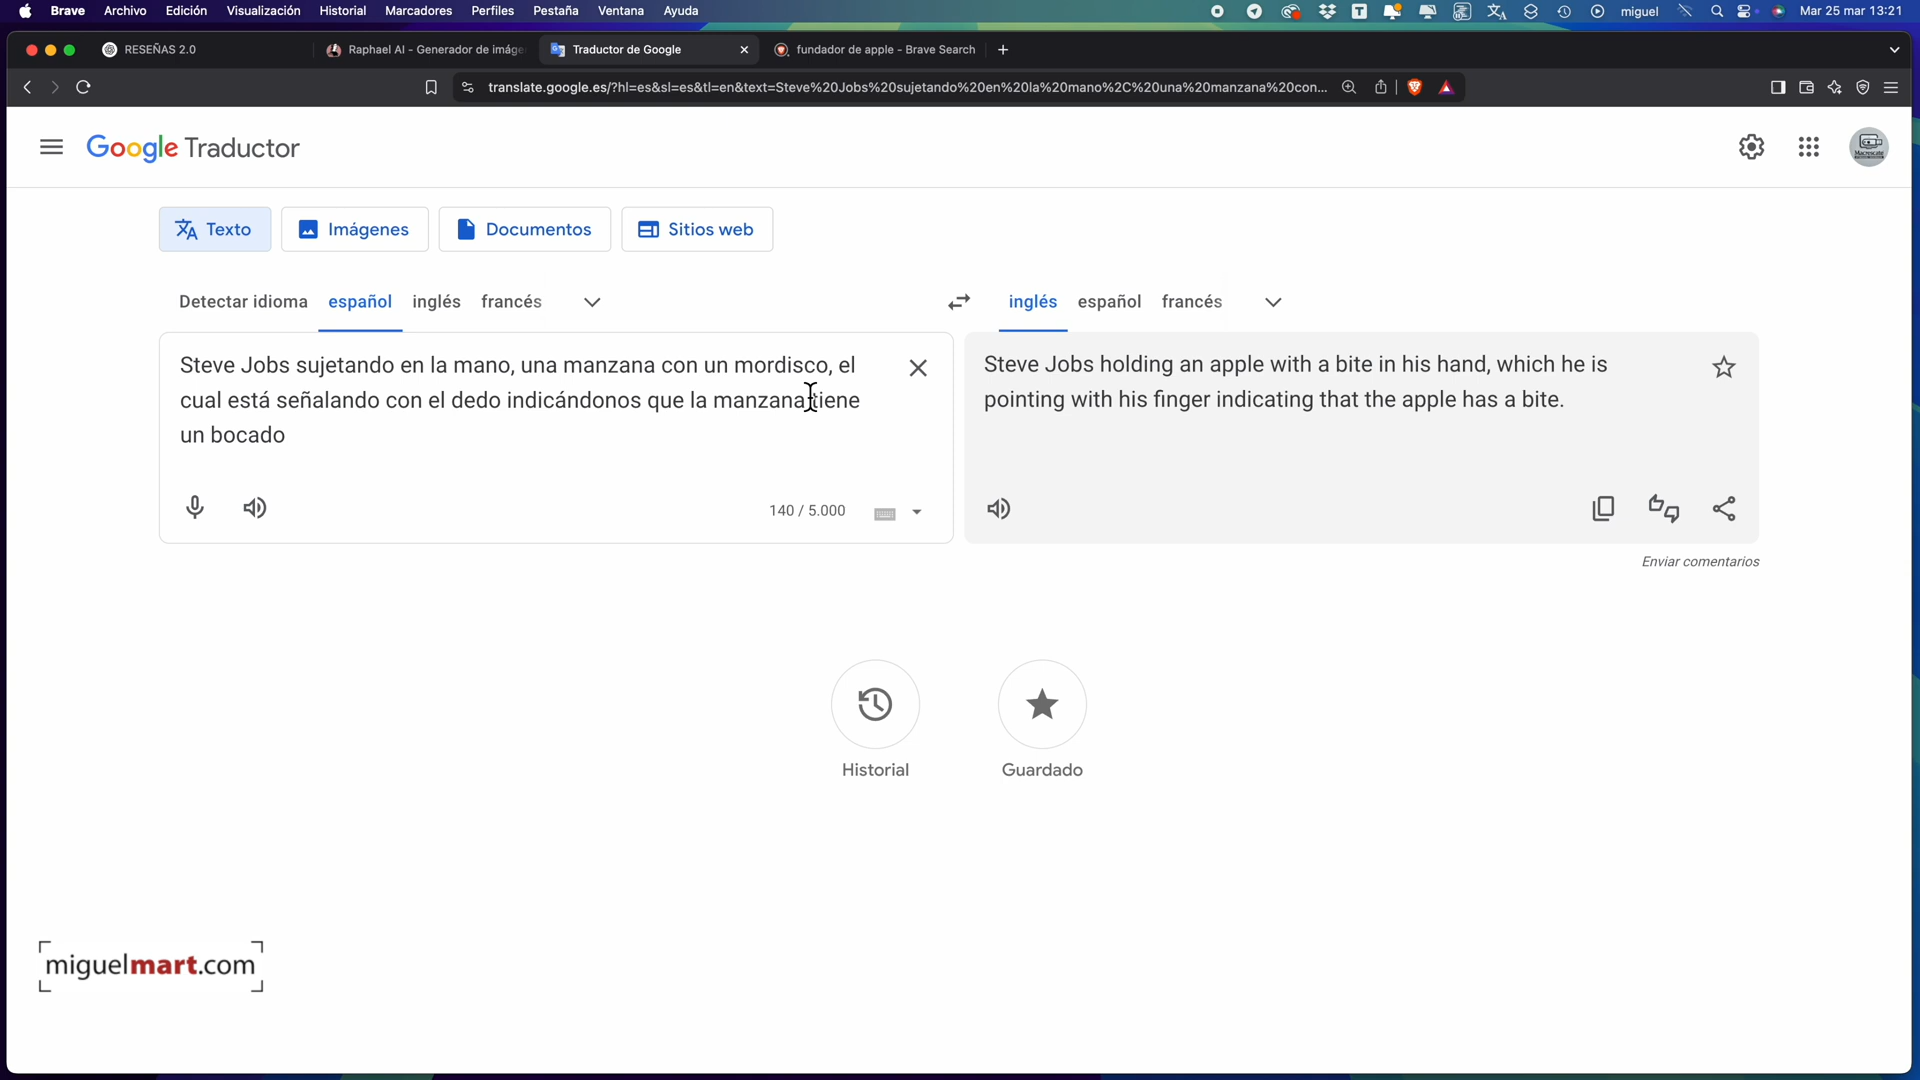 Brave Archivo Edición Visualización Historial Marcadores Perfiles Pestaña Ventana Ayuda miguel Mar 25 mar 13:21
RESEÑAS 2.0 Raphael AI - Generador de imáge Traductor de Google fundador de apple - Brave Search
translate.google.es/?hl=es&sl=es&tl=en&text=Steve%20Jobs%20sujetando%20en%20la%20mano%2C%20una%20manzana%20con...
Google Traductor
Texto Imágenes Documentos Sitios web
Detectar idioma español inglés francés inglés español francés
Steve Jobs sujetando en la mano, una manzana con un mordisco, el
cual está señalando con el dedo indicándonos que la manzana tiene
un bocado
140 / 5.000
Steve Jobs holding an apple with a bite in his hand, which he is
pointing with his finger indicating that the apple has a bite.
Enviar comentarios
Historial Guardado
miguelmart.com